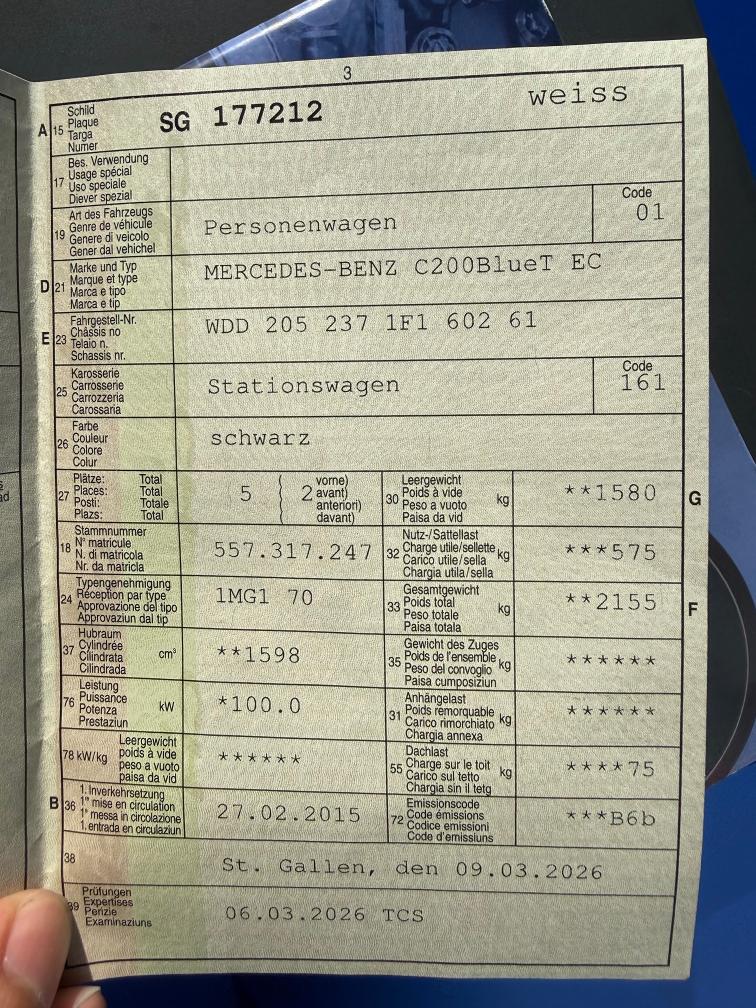 3
A 15 Schild
Plaque
Targa
Numer
SG 177212 weiss
17 Bes. Verwendung
Usage spécial
Uso speciale
Diever spezial
19 Art des Fahrzeugs
Genre de véhicule
Genere di veicolo
Gener dal vehichel
Personenwagen
Code
01
D 21 Marke und Typ
Marque et type
Marca e tipo
Marca e tip
MERCEDES-BENZ C200BlueT EC
E 23 Fahrgestell-Nr.
Châssis no
Telaio n.
Schassis nr.
WDD 205 237 1F1 602 61
25 Karosserie
Carrosserie
Carrozzeria
Carossaria
Stationswagen
Code
161
26 Farbe
Couleur
Colore
Colur
schwarz
27 Plätze: Total
Places: Total
Posti: Totale
Plazs: Total
5 ( 2 vorne)
avant)
anteriori)
davant)
30 Leergewicht
Poids à vide
Peso a vuoto
Paisa da vid
kg
**1580
G
18 Stammnummer
N° matricule
N. di matricola
Nr. da matricla
557.317.247
32 Nutz-/Sattellast
Charge utile/sellette
Carico utile/sella
Chargia utila/sella
kg
***575
24 Typengenehmigung
Réception par type
Approvazione del tipo
Approvaziun dal tip
1MG1 70
33 Gesamtgewicht
Poids total
Peso totale
Paisa totala
kg
**2155
F
37 Hubraum
Cylindrée
Cilindrata
Cilindrada
cm³
**1598
35 Gewicht des Zuges
Poids de l'ensemble
Peso del convoglio
Paisa cumposiziun
kg
******
76 Leistung
Puissance
Potenza
Prestaziun
kW
*100.0
31 Anhängelast
Poids remorquable
Carico rimorchiato
Chargia annexa
kg
******
78 kW/kg Leergewicht
poids à vide
peso a vuoto
paisa da vid
******
55 Dachlast
Charge sur le toit
Carico sul tetto
Chargia sin il tetg
kg
****75
B 36 1. Inverkehrsetzung
1re mise en circulation
1a messa in circolazione
1. entrada en circulaziun
27.02.2015
72 Emissionscode
Code émissions
Codice emissioni
Code d'emissiuns
***B6b
38 St. Gallen, den 09.03.2026
39 Prüfungen
Expertises
Perizie
Examinaziuns
06.03.2026 TCS